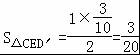 S△CED′ = (1×3/10)/2 = 3/20